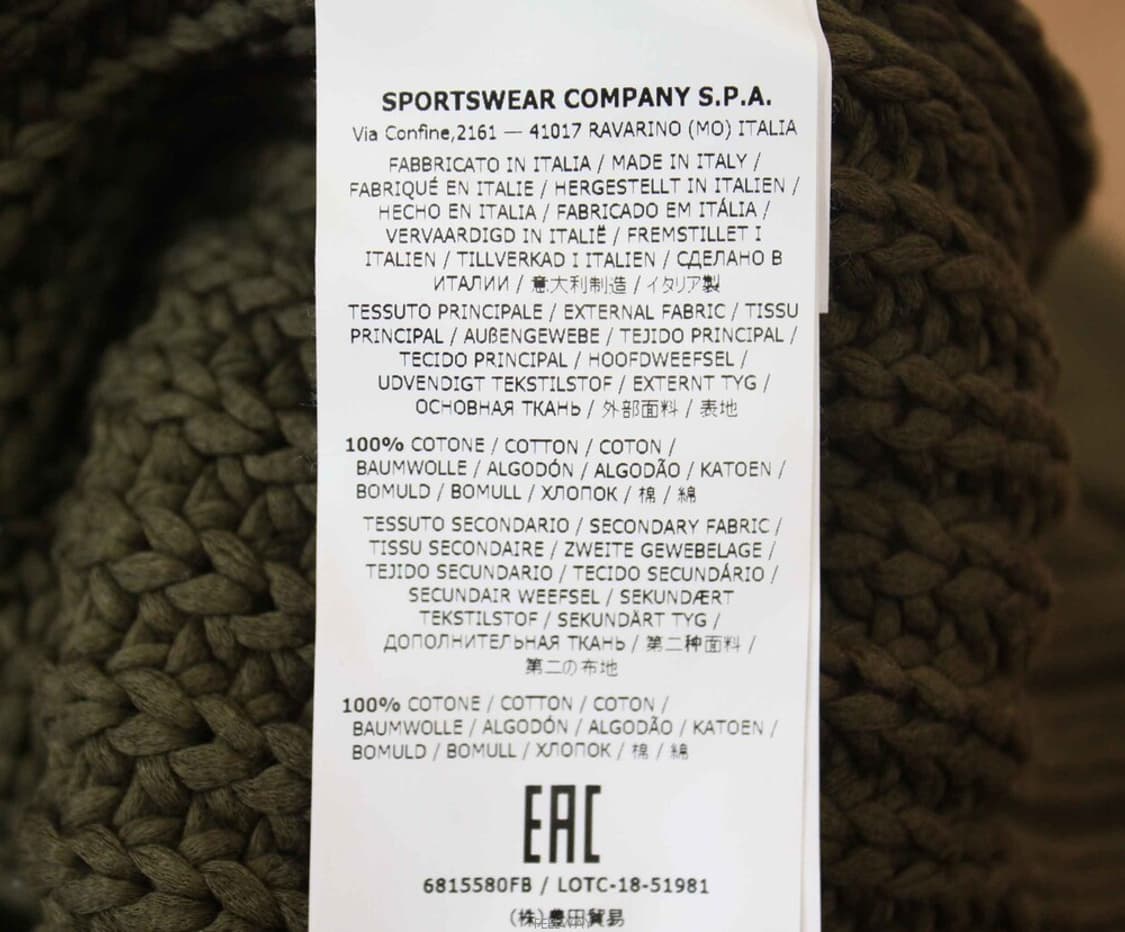 SPORTSWEAR COMPANY S.P.A.
Via Confine,2161 — 41017 RAVARINO (MO) ITALIA
FABBRICATO IN ITALIA / MADE IN ITALY /
FABRIQUÉ EN ITALIE / HERGESTELLT IN ITALIEN /
HECHO EN ITALIA / FABRICADO EM ITÁLIA /
VERVAARDIGD IN ITALIË / FREMSTILLET I
ITALIEN / TILLVERKAD I ITALIEN / СДЕЛАНО В
ИТАЛИИ / 意大利制造 / イタリア製
TESSUTO PRINCIPALE / EXTERNAL FABRIC / TISSU
PRINCIPAL / AUßENGEWEBE / TEJIDO PRINCIPAL /
TECIDO PRINCIPAL / HOOFDWEEFSEL /
UDVENDIGT TEKSTILSTOF / EXTERNT TYG /
ОСНОВНАЯ ТКАНЬ / 外部面料 / 表地
100% COTONE / COTTON / COTON /
BAUMWOLLE / ALGODÓN / ALGODÃO / KATOEN /
BOMULD / BOMULL / ХЛОПОК / 棉 / 綿
TESSUTO SECONDARIO / SECONDARY FABRIC /
TISSU SECONDAIRE / ZWEITE GEWEBELAGE /
TEJIDO SECUNDARIO / TECIDO SECUNDÁRIO /
SECUNDAIR WEEFSEL / SEKUNDÆRT
TEKSTILSTOF / SEKUNDÄRT TYG /
ДОПОЛНИТЕЛЬНАЯ ТКАНЬ / 第二种面料 /
第二の布地
100% COTONE / COTTON / COTON /
BAUMWOLLE / ALGODÓN / ALGODÃO / KATOEN /
BOMULD / BOMULL / ХЛОПОК / 棉 / 綿
EAC
6815580FB / LOTC-18-51981
(株)豊田貿易